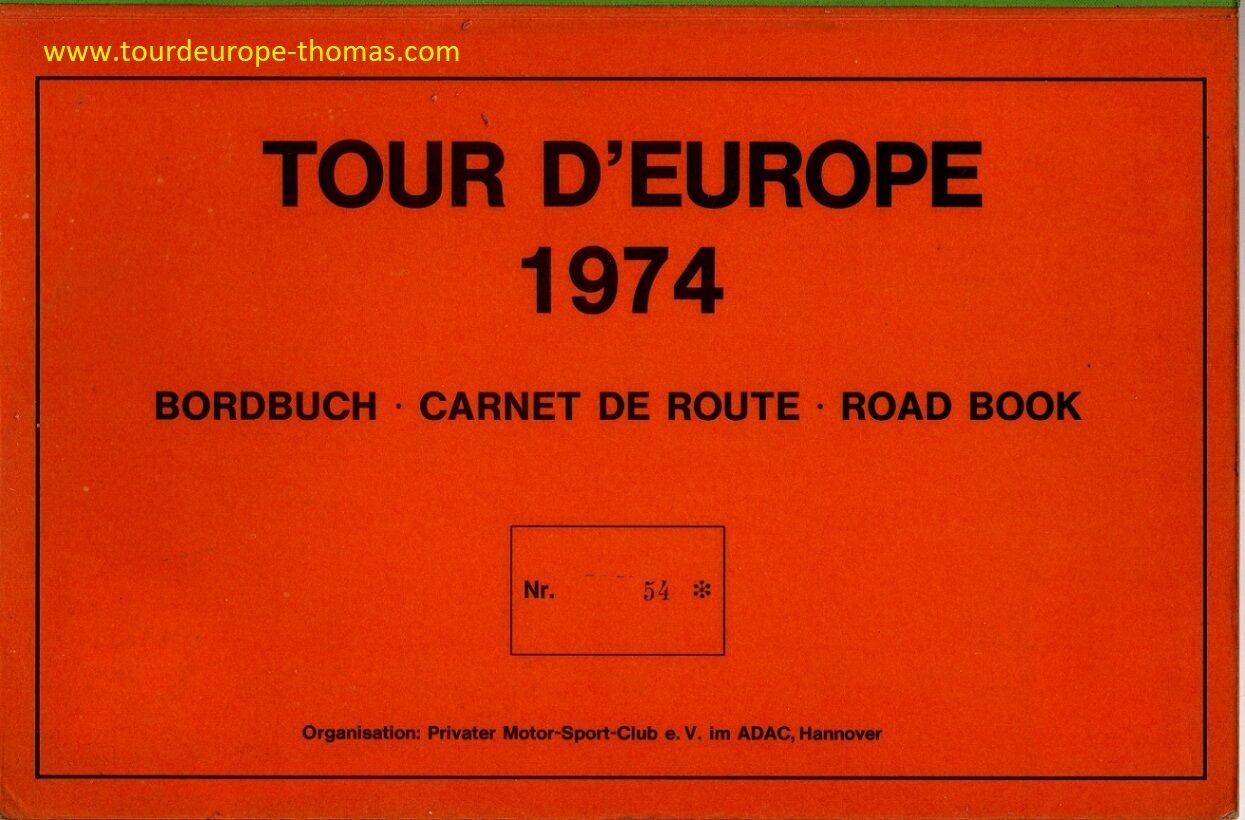 www.tourdeurope-thomas.com
TOUR D’EUROPE
1974
BORDBUCH · CARNET DE ROUTE · ROAD BOOK
Nr. 54 *
Organisation: Privater Motor-Sport-Club e. V. im ADAC, Hannover